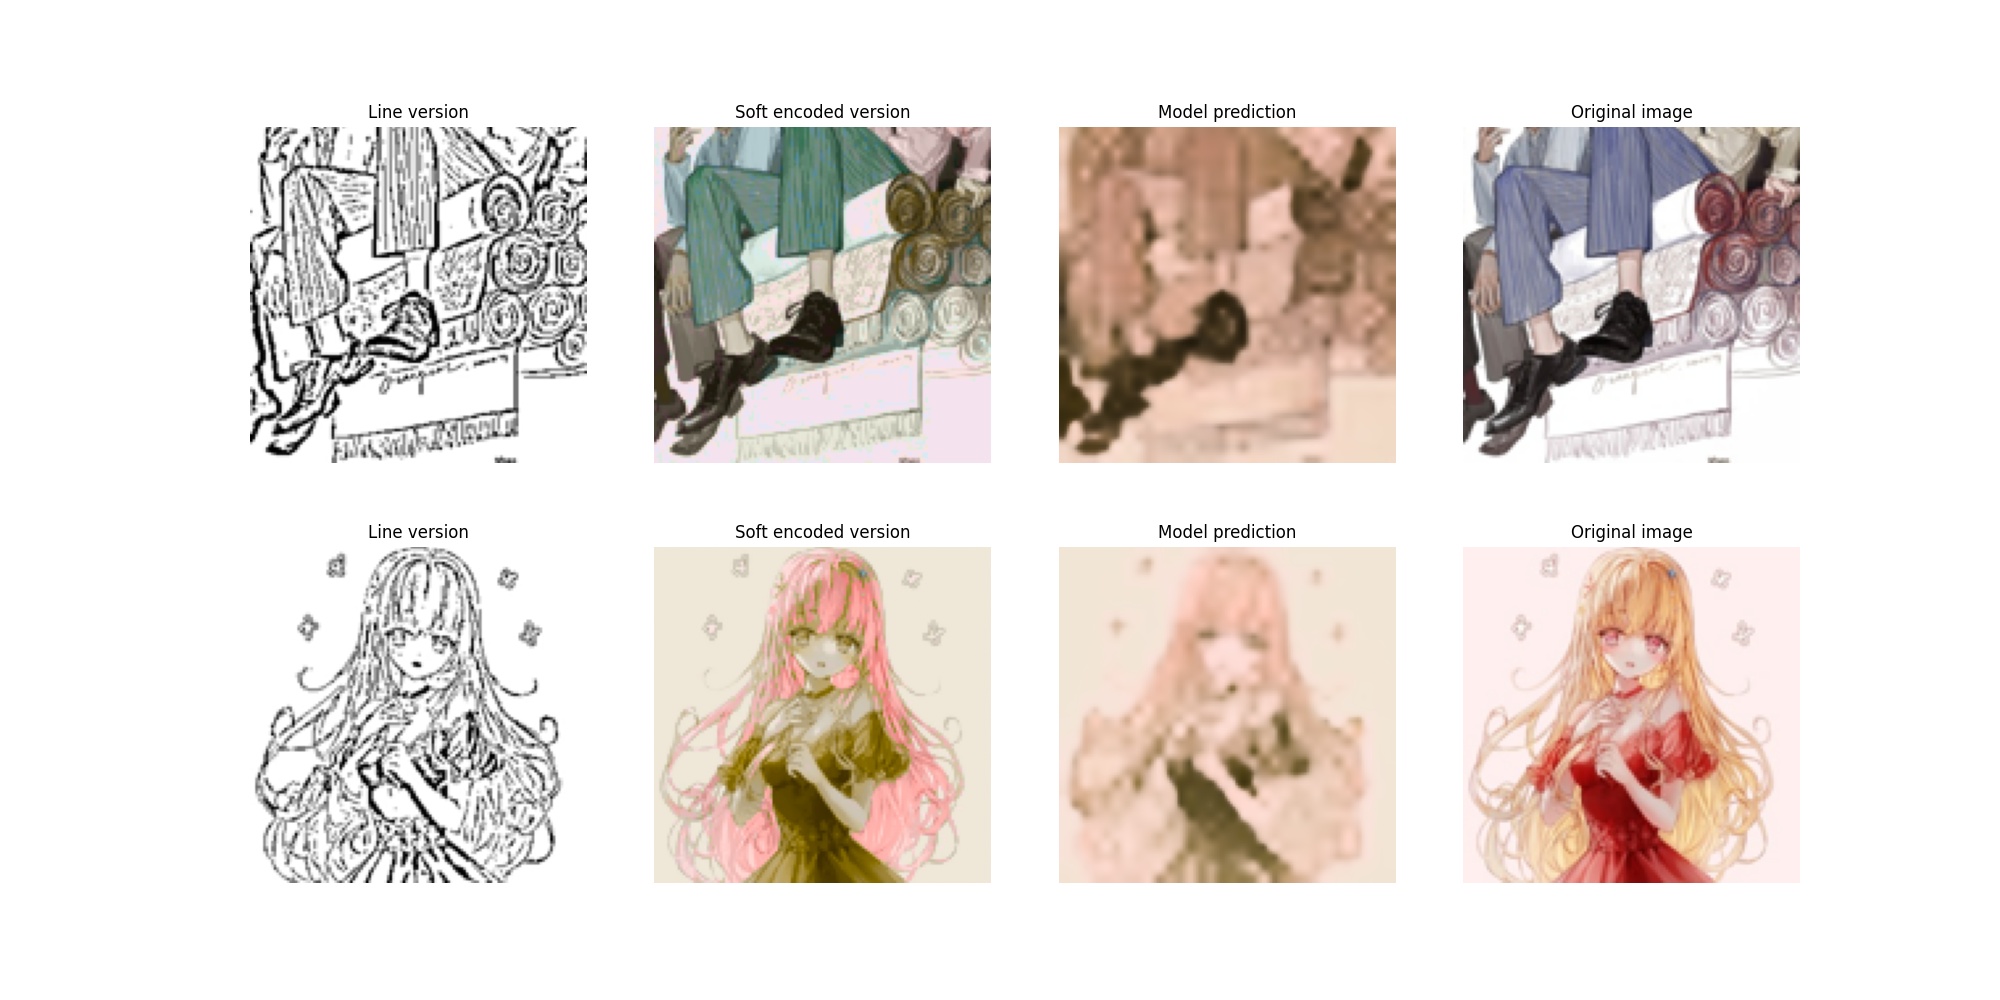 Line version
Soft encoded version
Model prediction
Original image
Line version
Soft encoded version
Model prediction
Original image